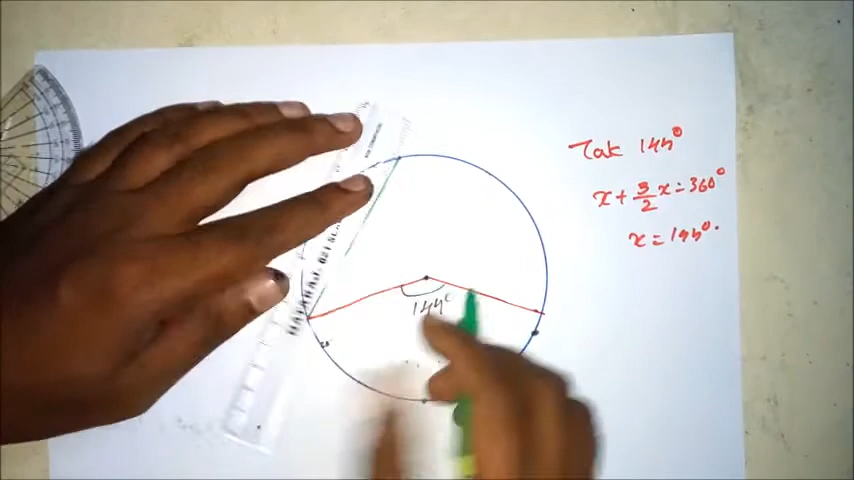 Tak 144°
x + 3/2 x = 360°
x = 144°.
144°